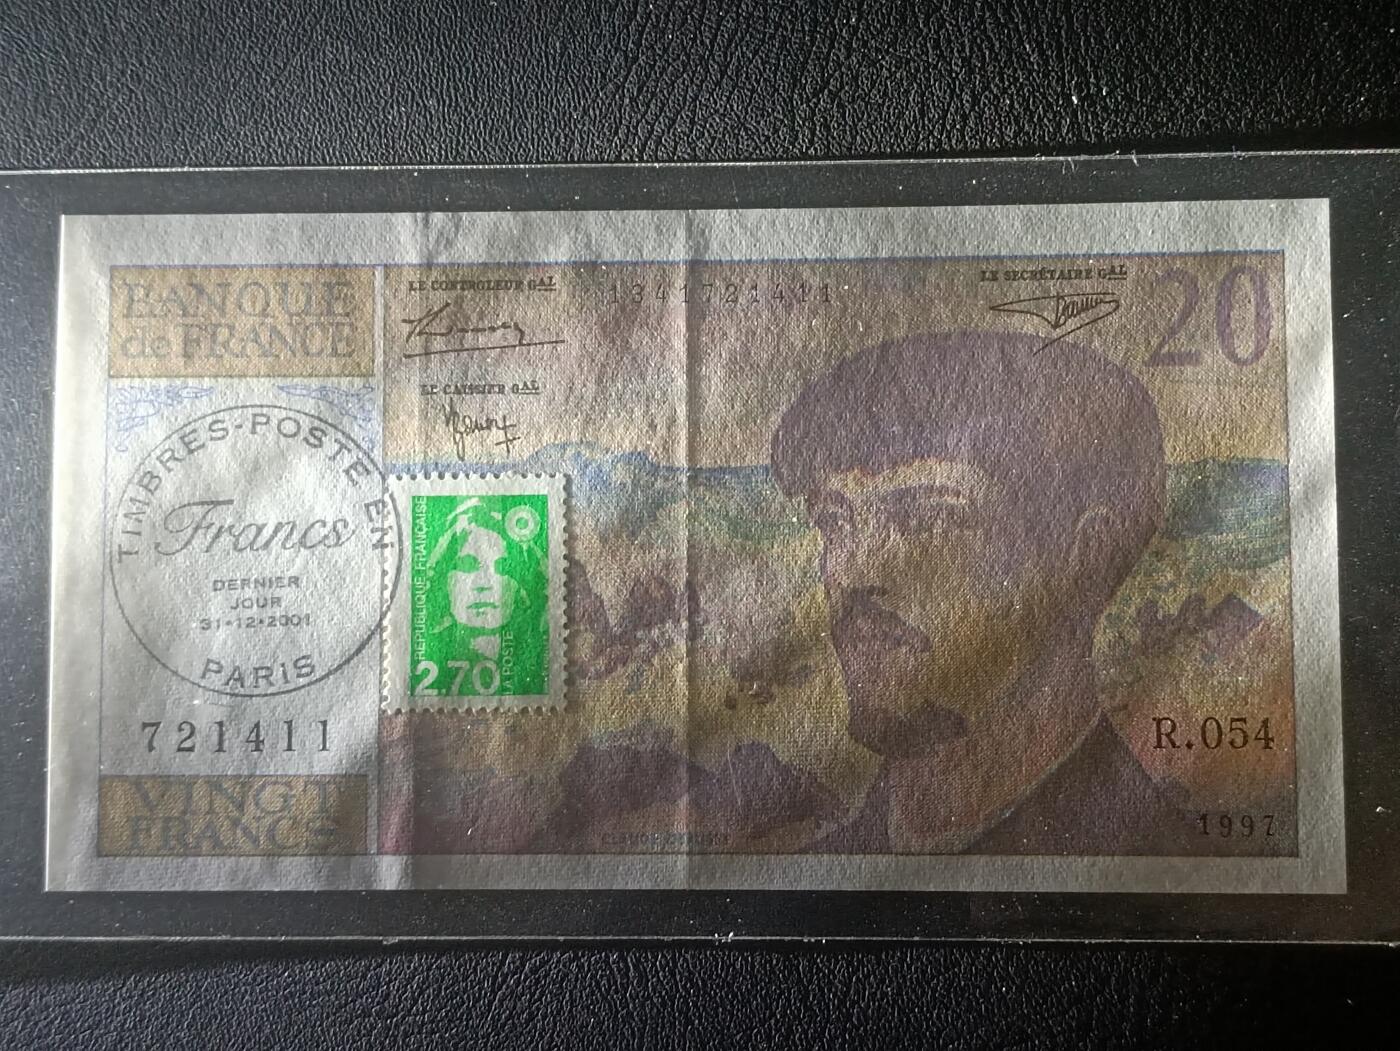 BANQUE
de FRANCE
LE CONTROLEUR GAL
1341721411
LE SECRÉTAIRE GAL
20
LE CAISSIER GAL
TIMBRES-POSTE EN
Francs
DERNIER
JOUR
31•12•2001
PARIS
REPUBLIQUE FRANÇAISE
2,70
LA POSTE
721411
R.054
VINGT
FRANCS
1997